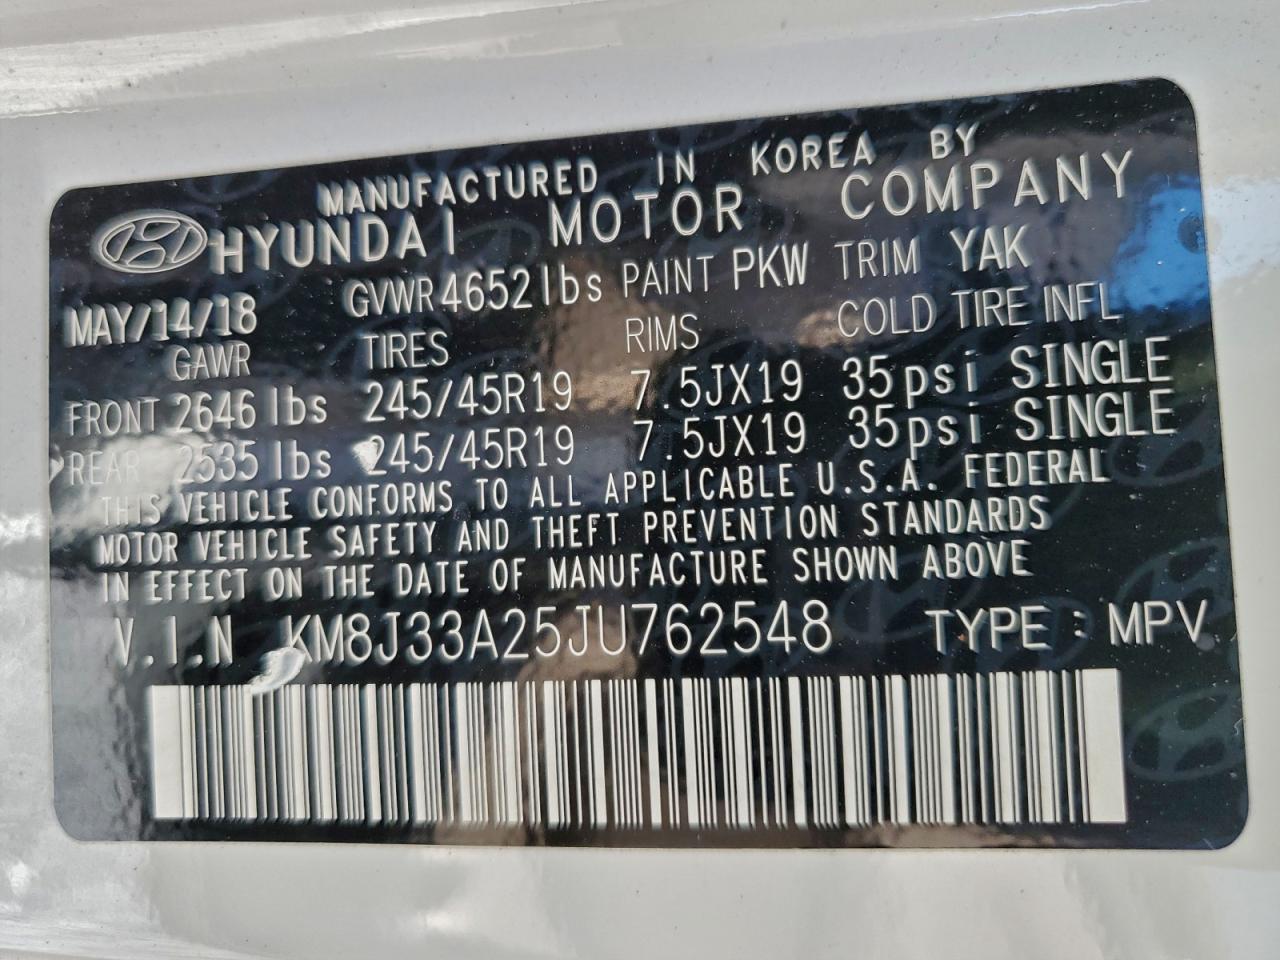 MANUFACTURED IN KOREA BY
HYUNDAI MOTOR COMPANY
MAY/14/18 GVWR 4652 lbs PAINT PKW TRIM YAK
GAWR TIRES RIMS COLD TIRE INFL
FRONT 2646 lbs 245/45R19 7.5JX19 35psi SINGLE
REAR 2535 lbs 245/45R19 7.5JX19 35psi SINGLE
THIS VEHICLE CONFORMS TO ALL APPLICABLE U.S.A. FEDERAL
MOTOR VEHICLE SAFETY AND THEFT PREVENTION STANDARDS
IN EFFECT ON THE DATE OF MANUFACTURE SHOWN ABOVE
V.I.N KM8J33A25JU762548 TYPE : MPV